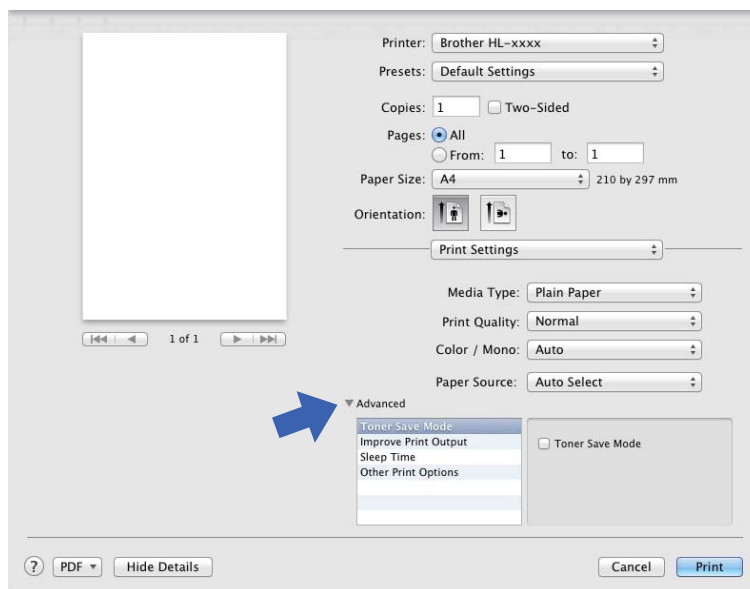 Printer: Brother HL-xxxx
Presets: Default Settings
Copies: 1 Two-Sided
Pages: All
From: 1 to: 1
Paper Size: A4 210 by 297 mm
Orientation:
Print Settings
Media Type: Plain Paper
Print Quality: Normal
Color / Mono: Auto
Paper Source: Auto Select
1 of 1
Advanced
Toner Save Mode
Improve Print Output
Sleep Time
Other Print Options
Toner Save Mode
? PDF Hide Details Cancel Print